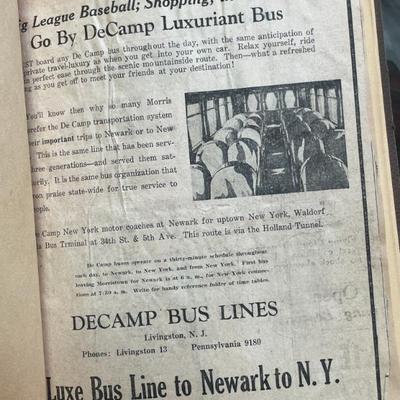 League Baseball; Shopping,
Go By DeCamp Luxuriant Bus
board any De Camp bus throughout the day, with the same anticipation of
private travel-luxury as when you get into your own car. Relax yourself, ride
perfect ease through the scenic mountainside route. Then—what a refreshed
as you get off to meet your friends at your destination!
You'll then why so many Morris
prefer the De Camp transportation system
their important trips to Newark or to New
This is the same line that has been serv-
three generations—and served them sat-
It is the same bus organization that
praise state-wide for true service to
Camp New York motor coaches at Newark for uptown New York, Waldorf
Bus Trminal at 34th St. & 5th Ave. This route is via the Holland Tunnel.
De Camp buses operate on a thirty-minute schedule throughout
each day, to Newark, to New York, and from New York. First bus
leaving Morristown for Newark is at 6 a. m., for New York connec-
tions at 7:30 a. m. Write for handy reference folder of time tables.
DECAMP BUS LINES
Livingston, N. J.
Phones: Livingston 13 Pennsylvania 9180
Luxe Bus Line to Newark to N. Y.